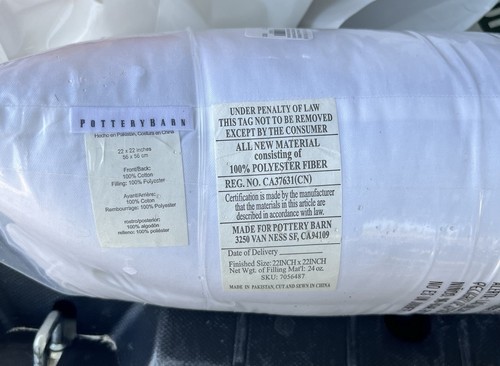 POTTERYBARN
Hecho en Pakistán, Costura en China
22 x 22 inches
56 x 56 cm
Front/Back:
100% Cotton
Filling: 100% Polyester
Avant/Arrière:
100% Coton
Rembourrage: 100% Polyester
100% algodón
relleno: 100% poliéster
UNDER PENALTY OF LAW
THIS TAG NOT TO BE REMOVED
EXCEPT BY THE CONSUMER
ALL NEW MATERIAL
consisting of
100% POLYESTER FIBER
REG. NO. CA37631(CN)
Certification is made by the manufacturer
that the materials in this article are
described in accordance with law.
MADE FOR POTTERY BARN
3250 VAN NESS SF, CA94109
Date of Delivery
Finished Size: 22INCH x 22INCH
Net Wgt. of Filling Mat'l: 24 oz.
SKU: 7056487
MADE IN PAKISTAN, CUT AND SEWN IN CHINA